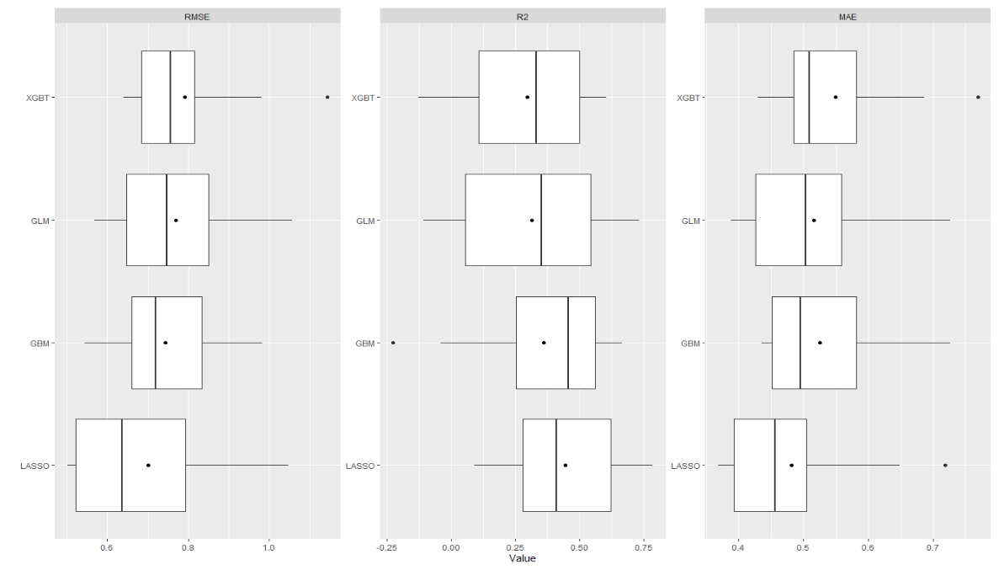 RMSE
R2
MAE
XGBT
GLM
GBM
LASSO
XGBT
GLM
GBM
LASSO
XGBT
GLM
GBM
LASSO
0.6 0.8 1.0
-0.25 0.00 0.25 0.50 0.75
0.4 0.5 0.6 0.7
Value